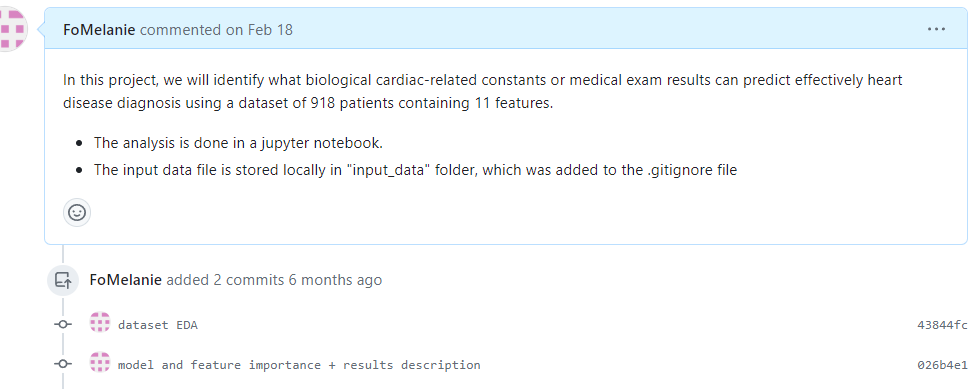 FoMelanie commented on Feb 18
In this project, we will identify what biological cardiac-related constants or medical exam results can predict effectively heart
disease diagnosis using a dataset of 918 patients containing 11 features.
• The analysis is done in a jupyter notebook.
• The input data file is stored locally in "input_data" folder, which was added to the .gitignore file
FoMelanie added 2 commits 6 months ago
dataset EDA 43844fc
model and feature importance + results description 026b4e1